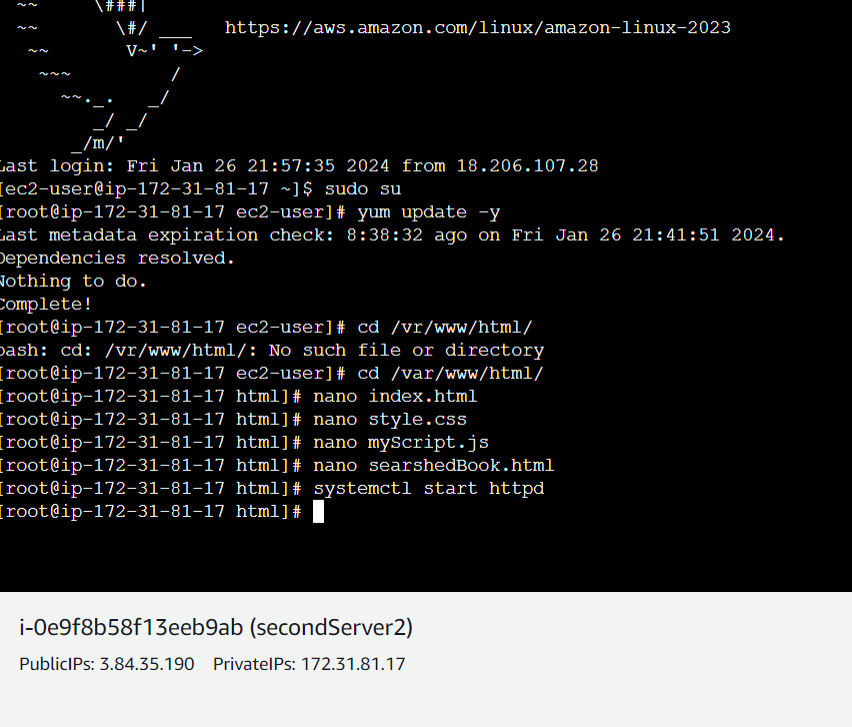 ~~ \###|
~~ \#/ ___ https://aws.amazon.com/linux/amazon-linux-2023
~~ V~' '->
~~~ /
~~._. _/
_/ _/
_/m/'
Last login: Fri Jan 26 21:57:35 2024 from 18.206.107.28
[ec2-user@ip-172-31-81-17 ~]$ sudo su
[root@ip-172-31-81-17 ec2-user]# yum update -y
Last metadata expiration check: 8:38:32 ago on Fri Jan 26 21:41:51 2024.
Dependencies resolved.
Nothing to do.
Complete!
[root@ip-172-31-81-17 ec2-user]# cd /vr/www/html/
bash: cd: /vr/www/html/: No such file or directory
[root@ip-172-31-81-17 ec2-user]# cd /var/www/html/
[root@ip-172-31-81-17 html]# nano index.html
[root@ip-172-31-81-17 html]# nano style.css
[root@ip-172-31-81-17 html]# nano myScript.js
[root@ip-172-31-81-17 html]# nano searshedBook.html
[root@ip-172-31-81-17 html]# systemctl start httpd
[root@ip-172-31-81-17 html]#
i-0e9f8b58f13eeb9ab (secondServer2)
PublicIPs: 3.84.35.190 PrivateIPs: 172.31.81.17